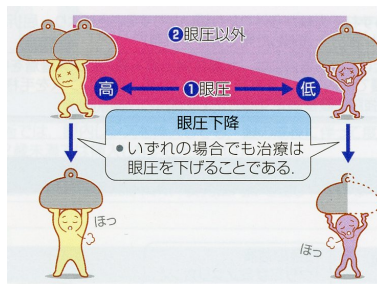 ❷眼圧以外
高
❶眼圧
低
眼圧下降
●いずれの場合でも治療は
眼圧を下げることである.
ほっ
ほっ